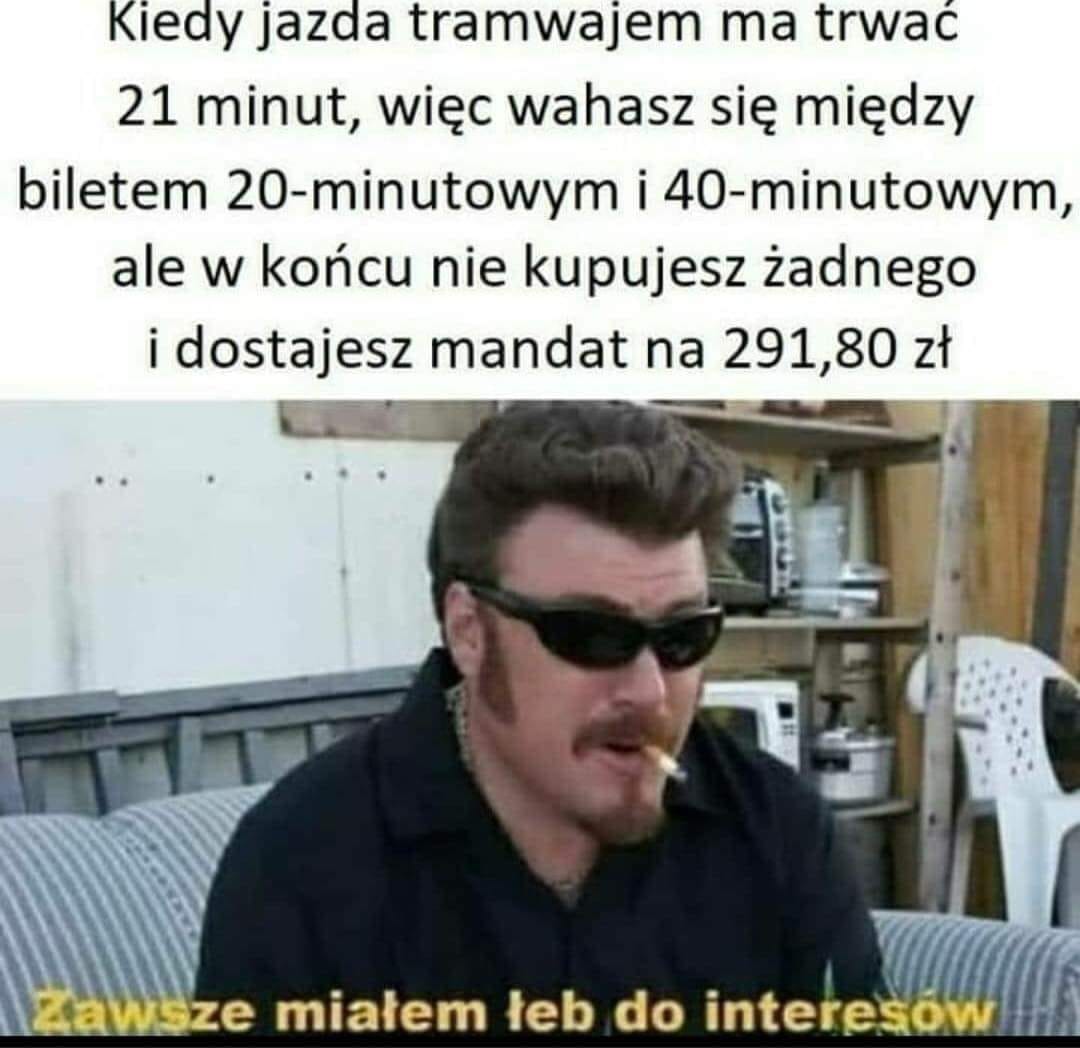 Kiedy jazda tramwajem ma trwać
21 minut, więc wahasz się między
biletem 20-minutowym i 40-minutowym,
ale w końcu nie kupujesz żadnego
i dostajesz mandat na 291,80 zł
Zawsze miałem łeb do interesów